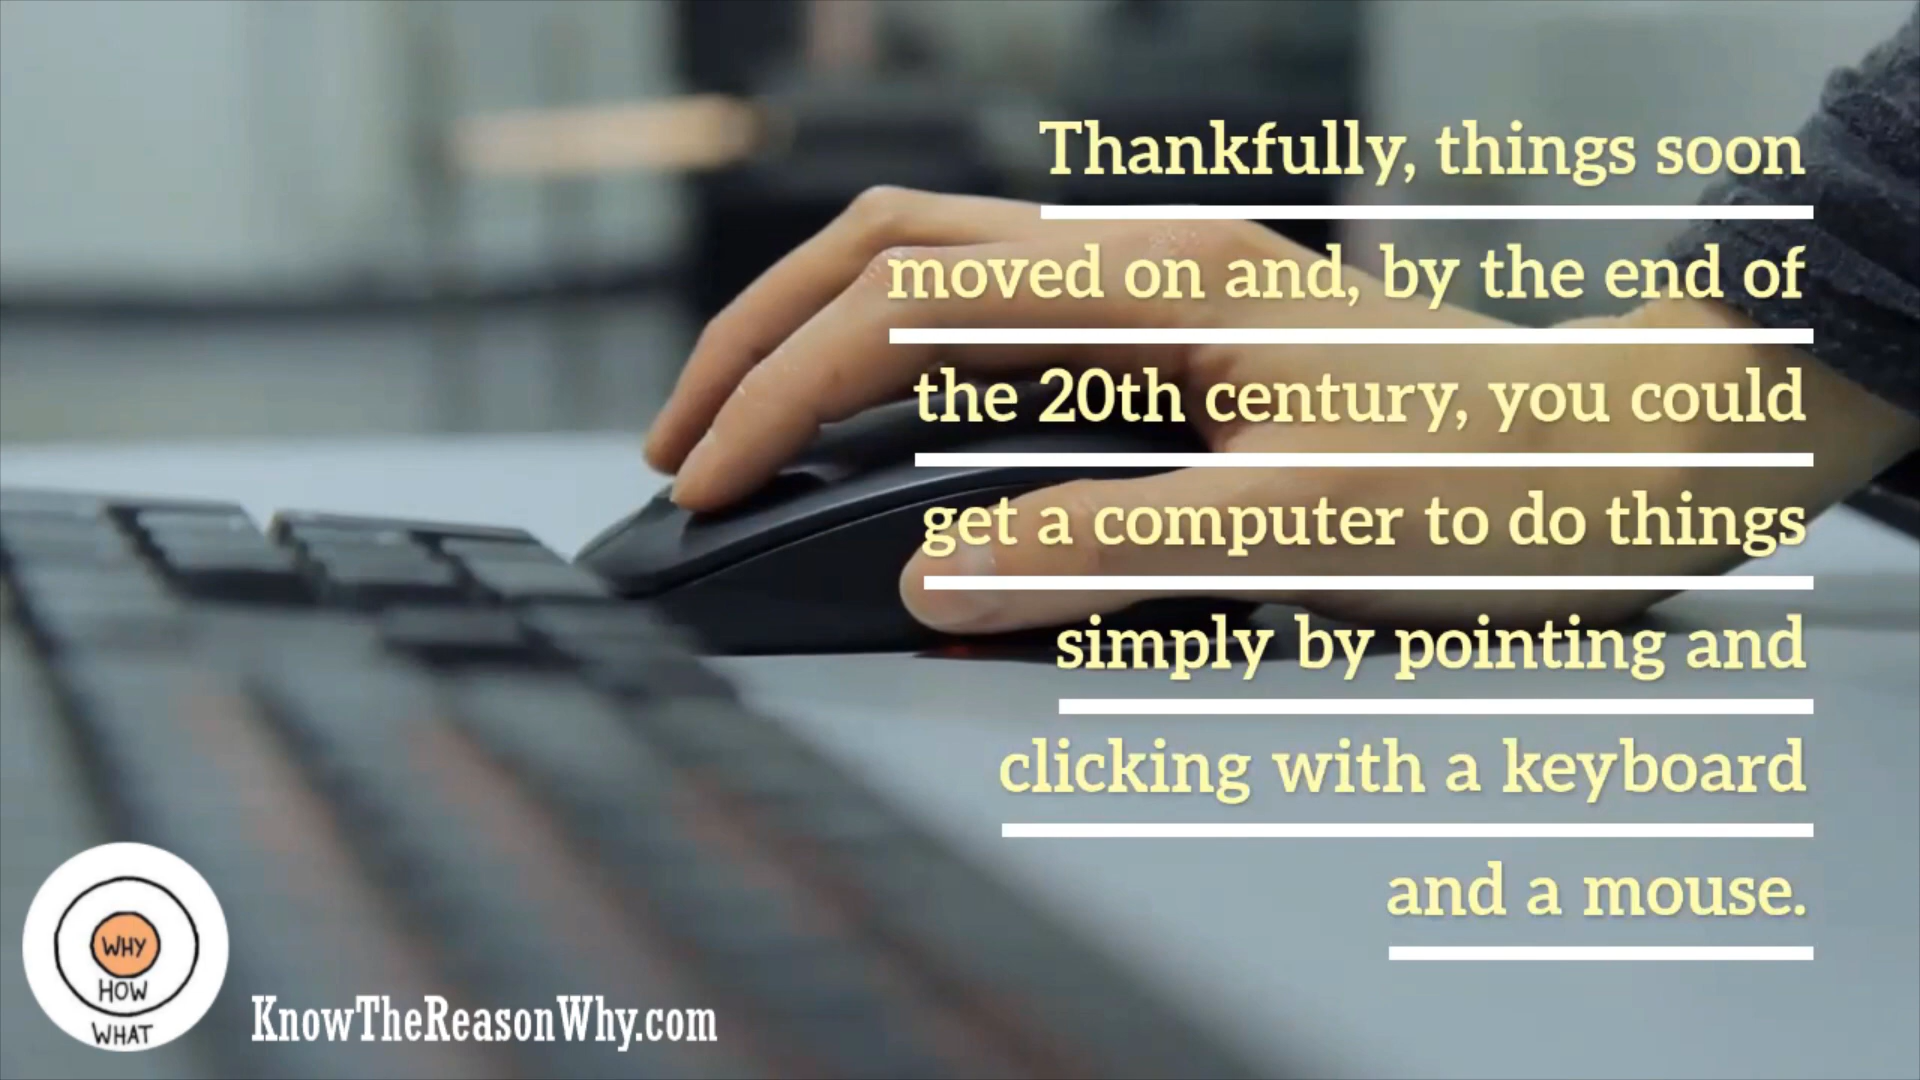 Thankfully, things soon
moved on and, by the end of
the 20th century, you could
get a computer to do things
simply by pointing and
clicking with a keyboard
and a mouse.
WHY
HOW
WHAT
KnowTheReasonWhy.com